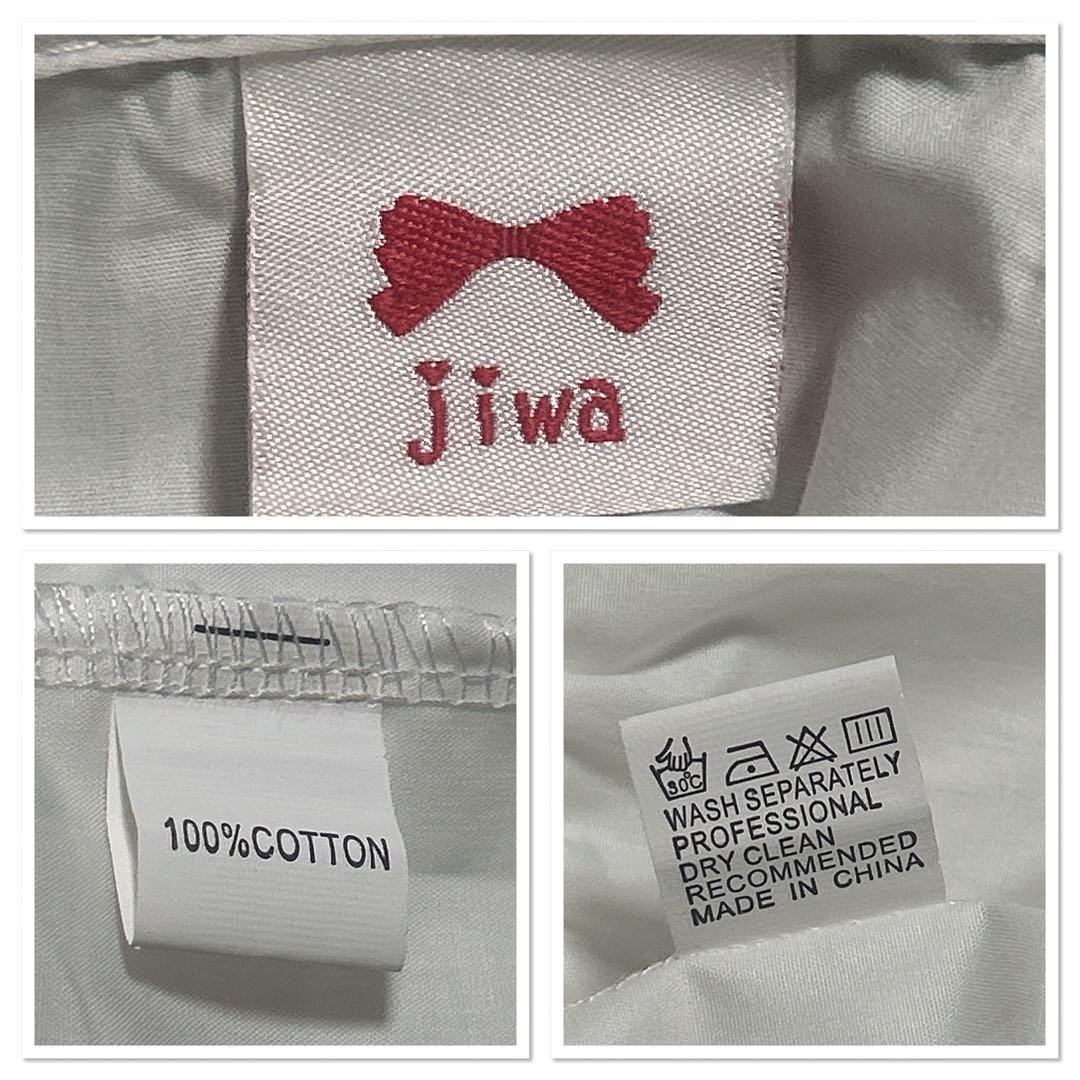 jiwa
100%COTTON
30°C
WASH SEPARATELY
PROFESSIONAL
DRY CLEAN
RECOMMENDED
MADE IN CHINA